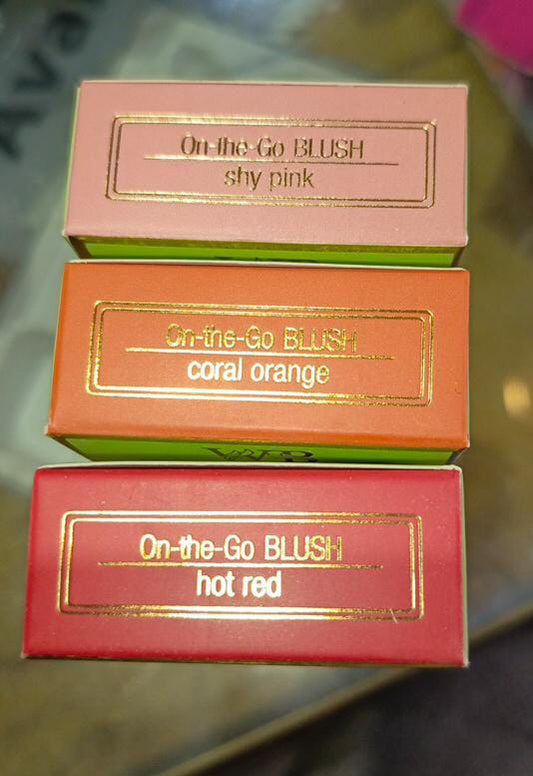 On-the-Go BLUSH
shy pink
On-the-Go BLUSH
coral orange
On-the-Go BLUSH
hot red